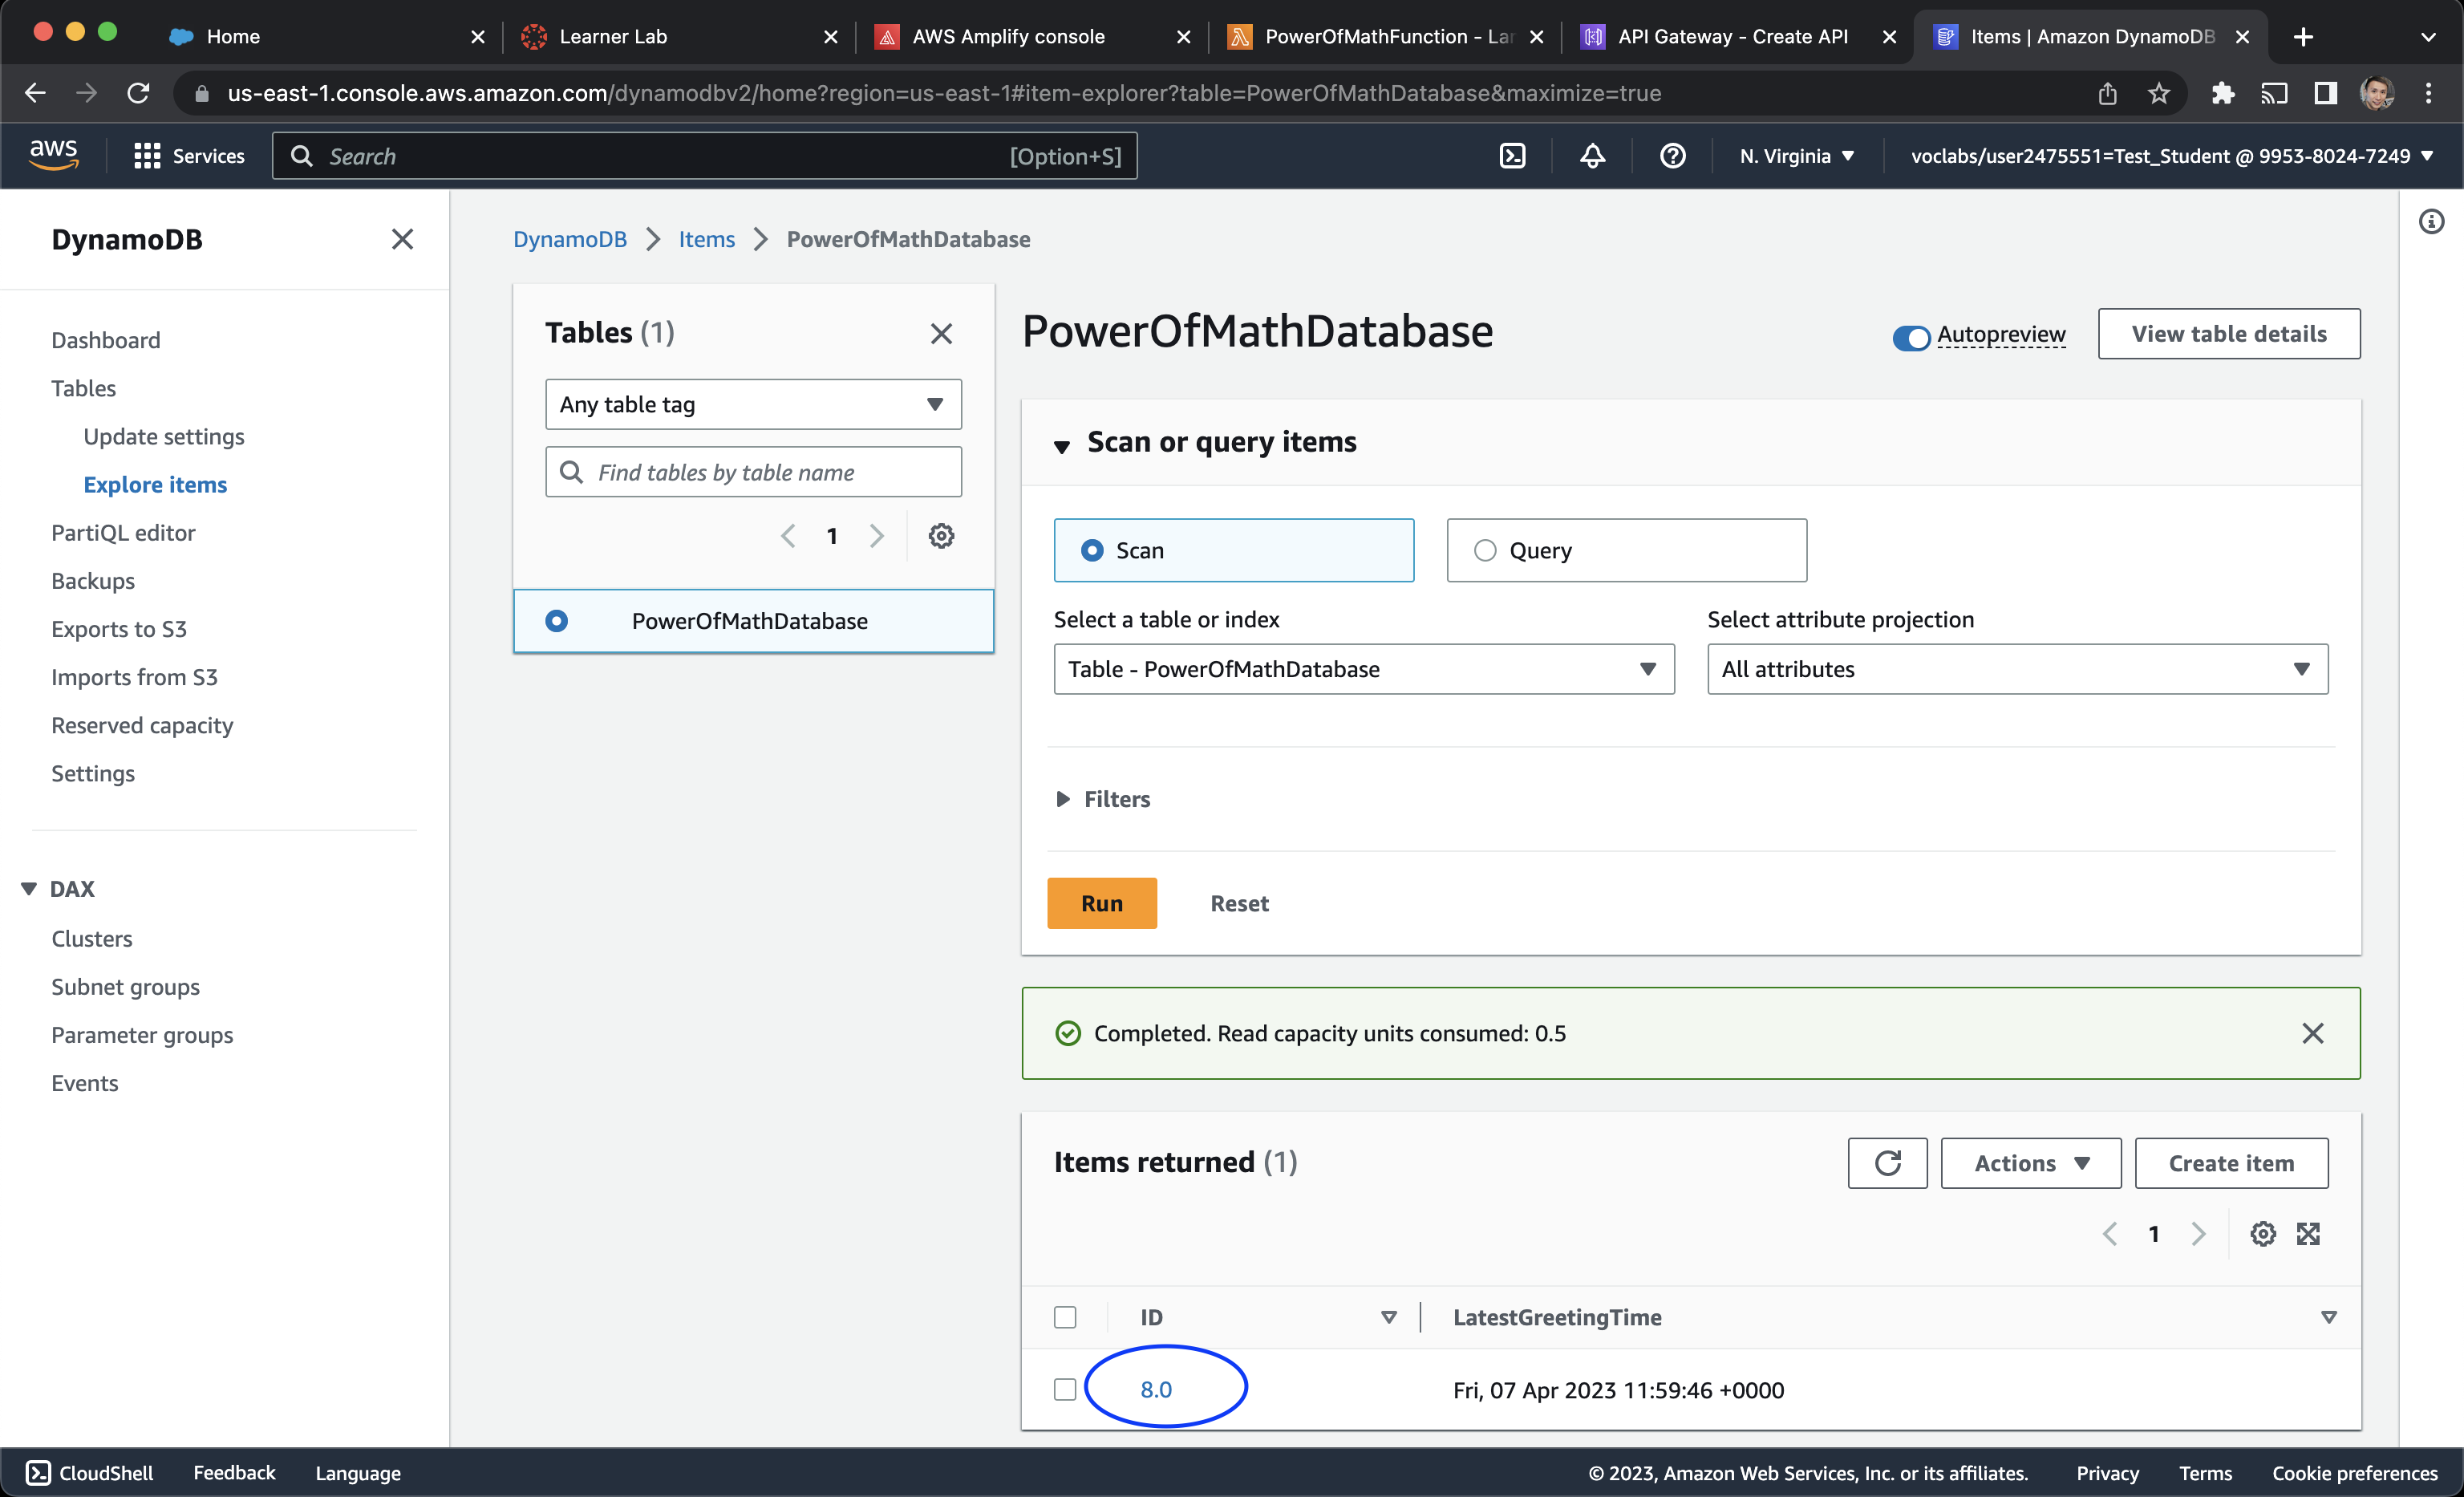 Home
Learner Lab
AWS Amplify console
PowerOfMathFunction - Lar
API Gateway - Create API
Items | Amazon DynamoDB
us-east-1.console.aws.amazon.com/dynamodbv2/home?region=us-east-1#item-explorer?table=PowerOfMathDatabase&maximize=true
aws
Services
Search
[Option+S]
N. Virginia
voclabs/user2475551=Test_Student @ 9953-8024-7249
DynamoDB
Dashboard
Tables
Update settings
Explore items
PartiQL editor
Backups
Exports to S3
Imports from S3
Reserved capacity
Settings
DAX
Clusters
Subnet groups
Parameter groups
Events
DynamoDB
Items
PowerOfMathDatabase
Tables (1)
Any table tag
Find tables by table name
1
PowerOfMathDatabase
PowerOfMathDatabase
Autopreview
View table details
Scan or query items
Scan
Query
Select a table or index
Select attribute projection
Table - PowerOfMathDatabase
All attributes
Filters
Run
Reset
Completed. Read capacity units consumed: 0.5
Items returned (1)
Actions
Create item
1
ID
LatestGreetingTime
8.0
Fri, 07 Apr 2023 11:59:46 +0000
CloudShell
Feedback
Language
© 2023, Amazon Web Services, Inc. or its affiliates.
Privacy
Terms
Cookie preferences